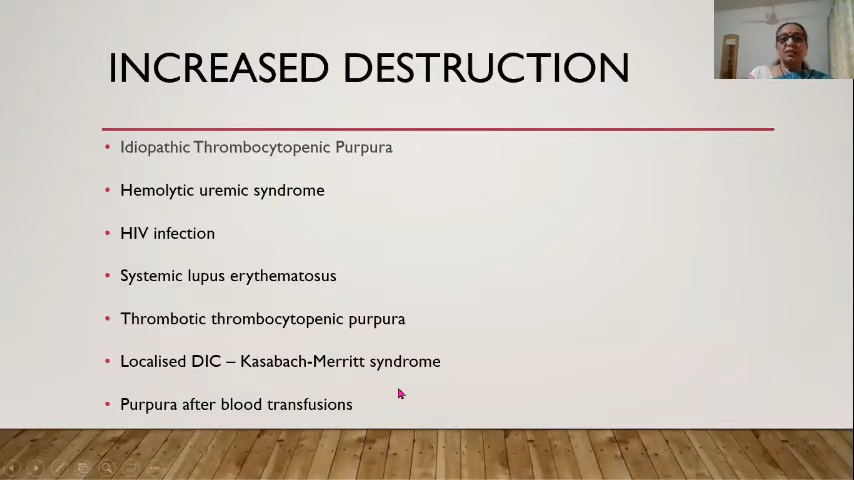 INCREASED DESTRUCTION
• Idiopathic Thrombocytopenic Purpura
• Hemolytic uremic syndrome
• HIV infection
• Systemic lupus erythematosus
• Thrombotic thrombocytopenic purpura
• Localised DIC – Kasabach-Merritt syndrome
• Purpura after blood transfusions